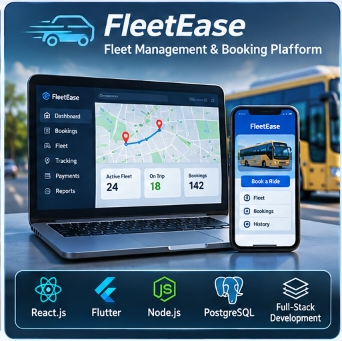 FleetEase
Fleet Management & Booking Plafform
FleetEase
Dashboard
Bookings
Fleet
Tracking
Payments
Reports
Active Fleet
24
On Trip
18
Bookings
142
FleetEase
Book a Ride
Fleet
Bookings
History
React.js
Flutter
Node.js
PostgreSQL
Full-Stack
Development